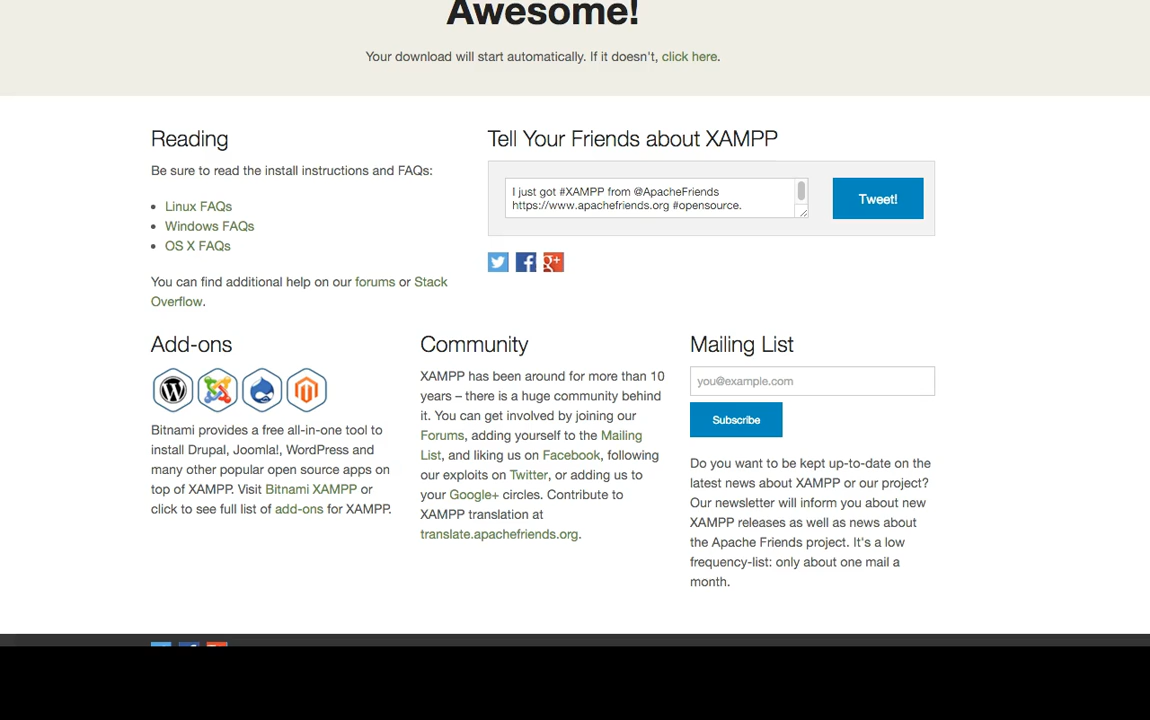 Awesome!
Your download will start automatically. If it doesn't, click here.
Reading
Be sure to read the install instructions and FAQs:
Linux FAQs
Windows FAQs
OS X FAQs
You can find additional help on our forums or Stack
Overflow.
Tell Your Friends about XAMPP
I just got #XAMPP from @ApacheFriends
https://www.apachefriends.org #opensource.
Tweet!
Add-ons
Bitnami provides a free all-in-one tool to
install Drupal, Joomla!, WordPress and
many other popular open source apps on
top of XAMPP. Visit Bitnami XAMPP or
click to see full list of add-ons for XAMPP.
Community
XAMPP has been around for more than 10
years – there is a huge community behind
it. You can get involved by joining our
Forums, adding yourself to the Mailing
List, and liking us on Facebook, following
our exploits on Twitter, or adding us to
your Google+ circles. Contribute to
XAMPP translation at
translate.apachefriends.org.
Mailing List
you@example.com
Subscribe
Do you want to be kept up-to-date on the
latest news about XAMPP or our project?
Our newsletter will inform you about new
XAMPP releases as well as news about
the Apache Friends project. It's a low
frequency-list: only about one mail a
month.